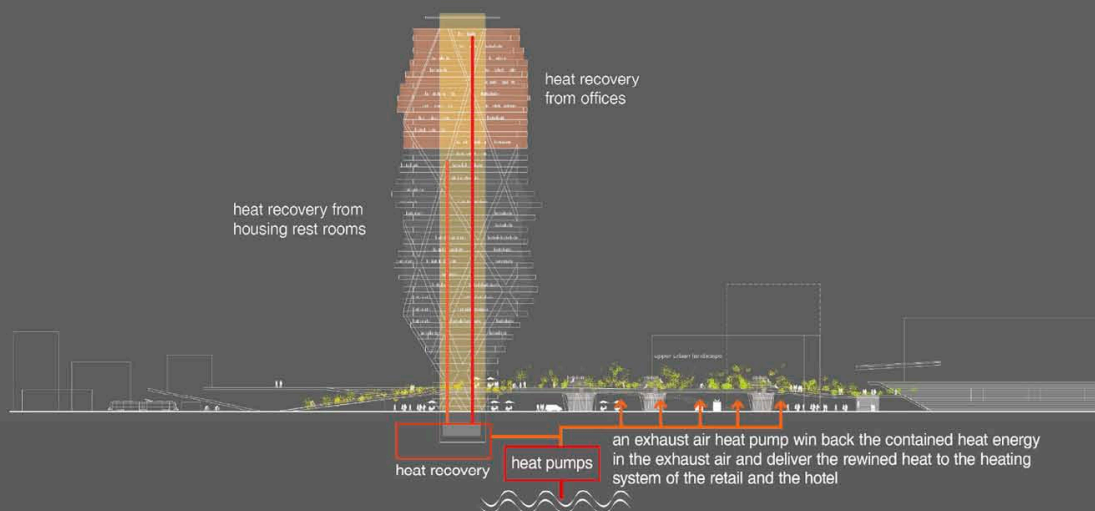 heat recovery
from offices
heat recovery from
housing rest rooms
upper urban landscape
an exhaust air heat pump win back the contained heat energy
in the exhaust air and deliver the rewined heat to the heating
system of the retail and the hotel
heat recovery
heat pumps